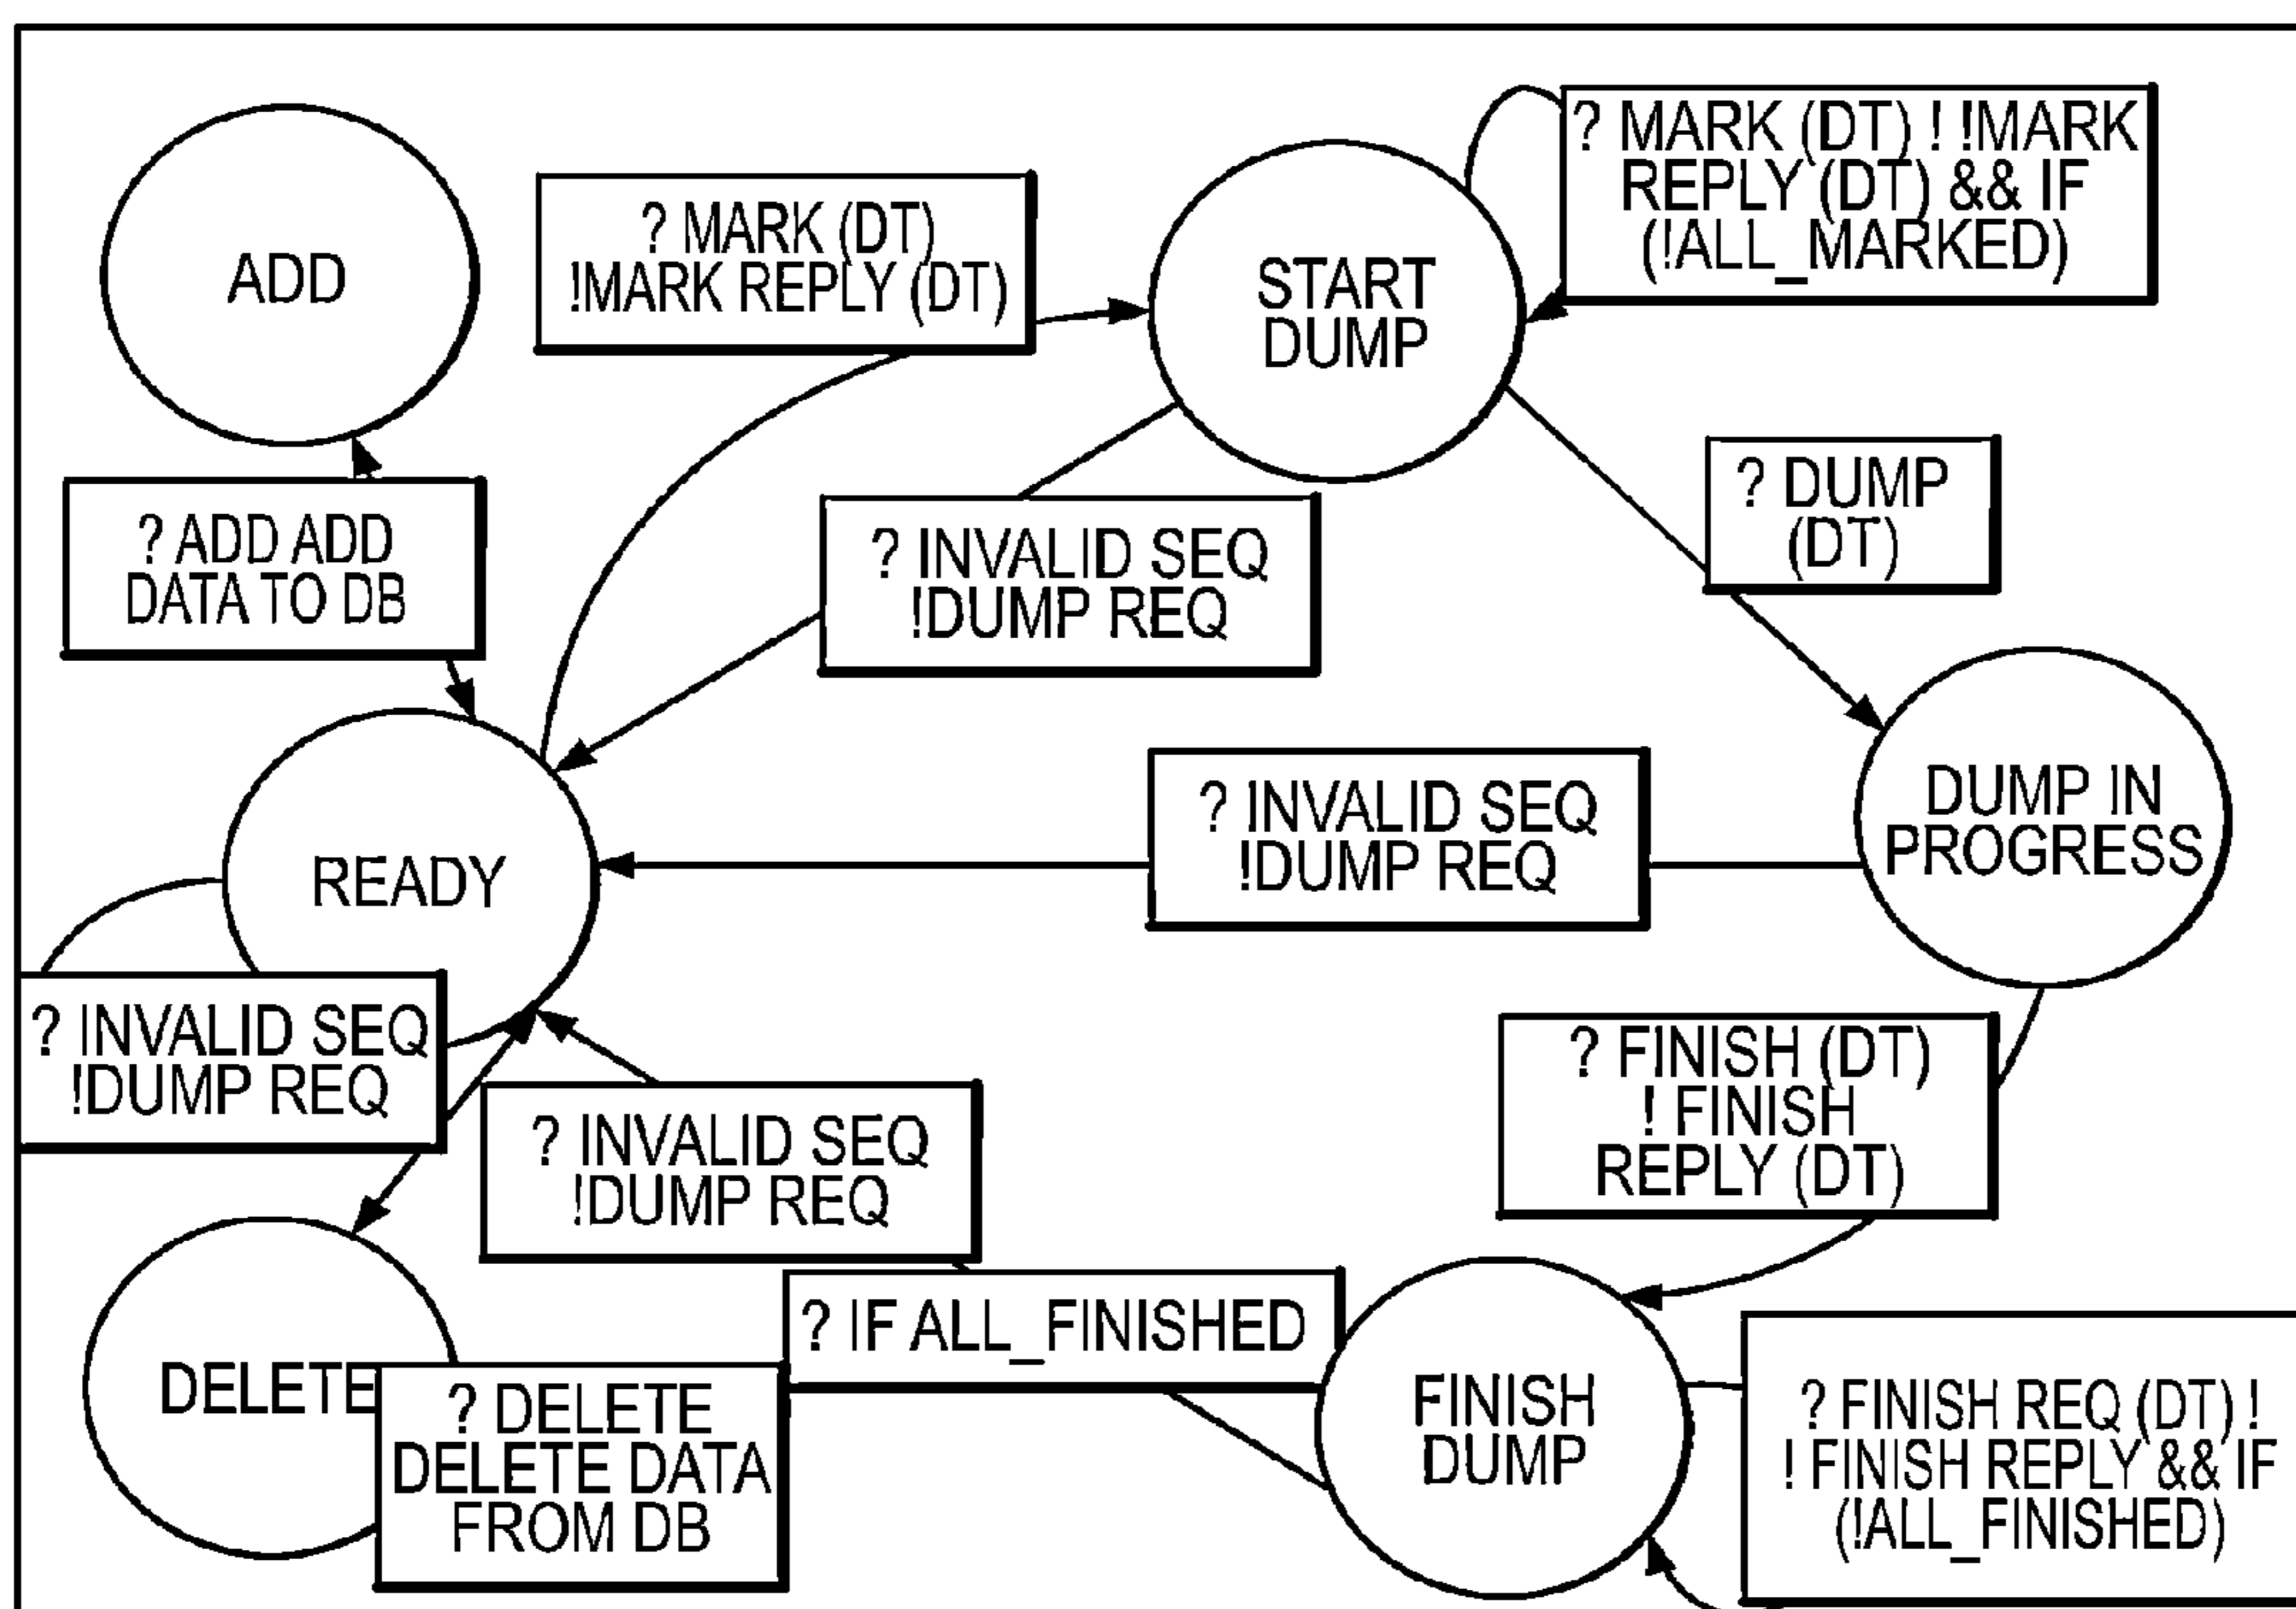 ADD
? MARK (DT)
!MARK REPLY (DT)
START
DUMP
? MARK (DT) ! !MARK
REPLY (DT) && IF
(!ALL_MARKED)
? ADD ADD
DATA TO DB
? INVALID SEQ
!DUMP REQ
? DUMP
(DT)
READY
? INVALID SEQ
!DUMP REQ
DUMP IN
PROGRESS
? INVALID SEQ
!DUMP REQ
? INVALID SEQ
!DUMP REQ
? FINISH (DT)
! FINISH
REPLY (DT)
DELETE
? DELETE
DELETE DATA
FROM DB
? IF ALL_FINISHED
FINISH
DUMP
? FINISH REQ (DT) !
! FINISH REPLY && IF
(!ALL_FINISHED)